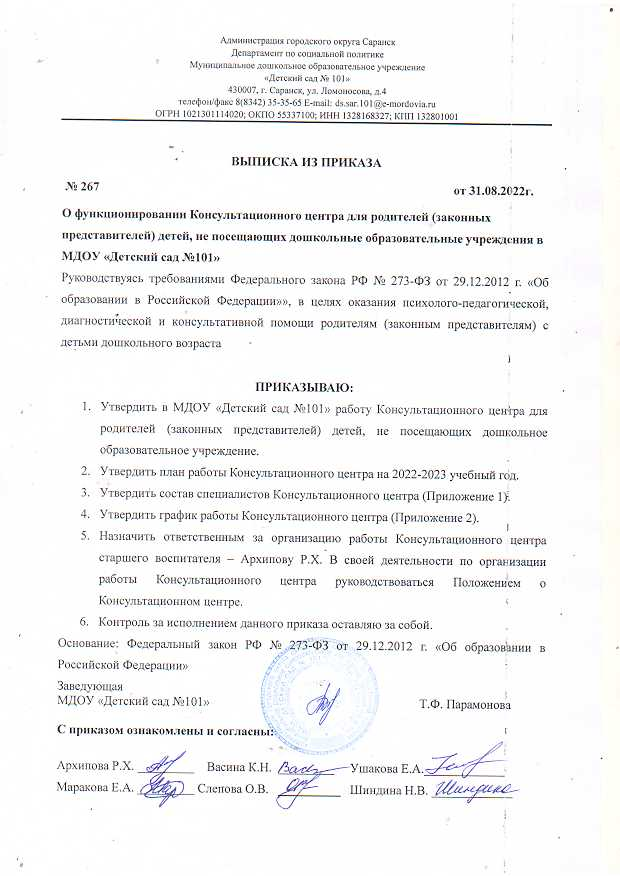 Администрация городского округа Саранск
Департамент по социальной политике
Муниципальное дошкольное образовательное учреждение
«Детский сад № 101»
430007, г. Саранск, ул. Ломоносова, д.4
телефон/факс 8(8342) 35-35-65 E-mail: ds.sar.101@e-mordovia.ru
ОГРН 1021301114020; ОКПО 55337100; ИНН 1328168327; КПП 132801001
ВЫПИСКА ИЗ ПРИКАЗА
№ 267 от 31.08.2022г.
О функционировании Консультационного центра для родителей (законных
представителей) детей, не посещающих дошкольные образовательные учреждения в
МДОУ «Детский сад №101»
Руководствуясь требованиями Федерального закона РФ № 273-ФЗ от 29.12.2012 г. «Об
образовании в Российской Федерации»», в целях оказания психолого-педагогической,
диагностической и консультативной помощи родителям (законным представителям) с
детьми дошкольного возраста
ПРИКАЗЫВАЮ:
1. Утвердить в МДОУ «Детский сад №101» работу Консультационного центра для
родителей (законных представителей) детей, не посещающих дошкольное
образовательное учреждение.
2. Утвердить план работы Консультационного центра на 2022-2023 учебный год.
3. Утвердить состав специалистов Консультационного центра (Приложение 1).
4. Утвердить график работы Консультационного центра (Приложение 2).
5. Назначить ответственным за организацию работы Консультационного центра
старшего воспитателя – Архипову Р.Х. В своей деятельности по организации
работы Консультационного центра руководствоваться Положением о
Консультационном центре.
6. Контроль за исполнением данного приказа оставляю за собой.
Основание: Федеральный закон РФ № 273-ФЗ от 29.12.2012 г. «Об образовании в
Российской Федерации»
Заведующая
МДОУ «Детский сад №101» Т.Ф. Парамонова
С приказом ознакомлены и согласны:
Архипова Р.Х. Васина К.Н. Ушакова Е.А.
Маракова Е.А. Слепова О.В. Шиндина Н.В. Шиндина